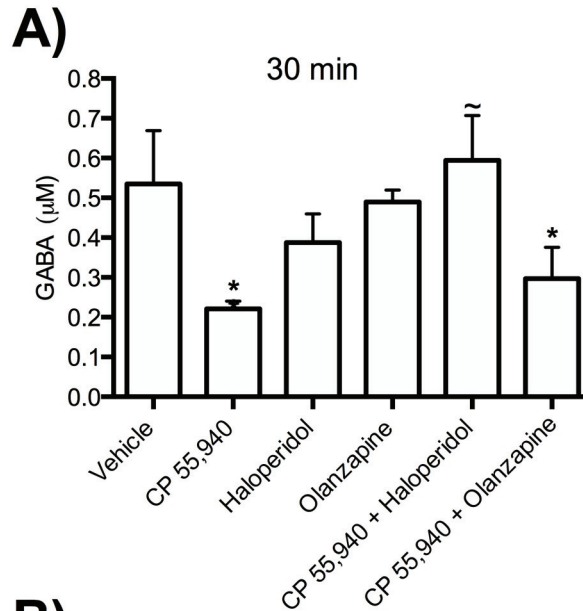 A)
30 min
GABA (μM)
0.8
0.7
0.6
0.5
0.4
0.3
0.2
0.1
0.0
*
~
*
Vehicle
CP 55,940
Haloperidol
Olanzapine
CP 55,940 + Haloperidol
CP 55,940 + Olanzapine
B)